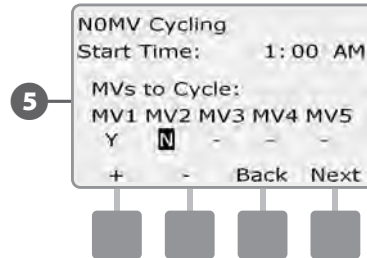 N0MV Cycling
Start Time: 1:00 AM
5
MVs to Cycle:
MV1 MV2 MV3 MV4 MV5
Y N - - -
+ - Back Next